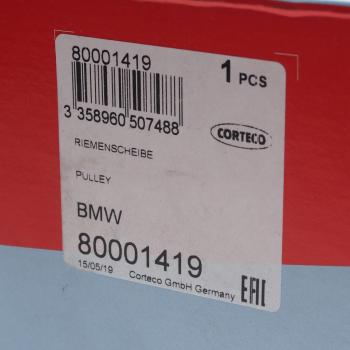 80001419
1 PCS
3 358960 507488
CORTECO
RIEMENSCHEIBE
PULLEY
BMW
80001419
15/05/19 Corteco GmbH Germany
EAC